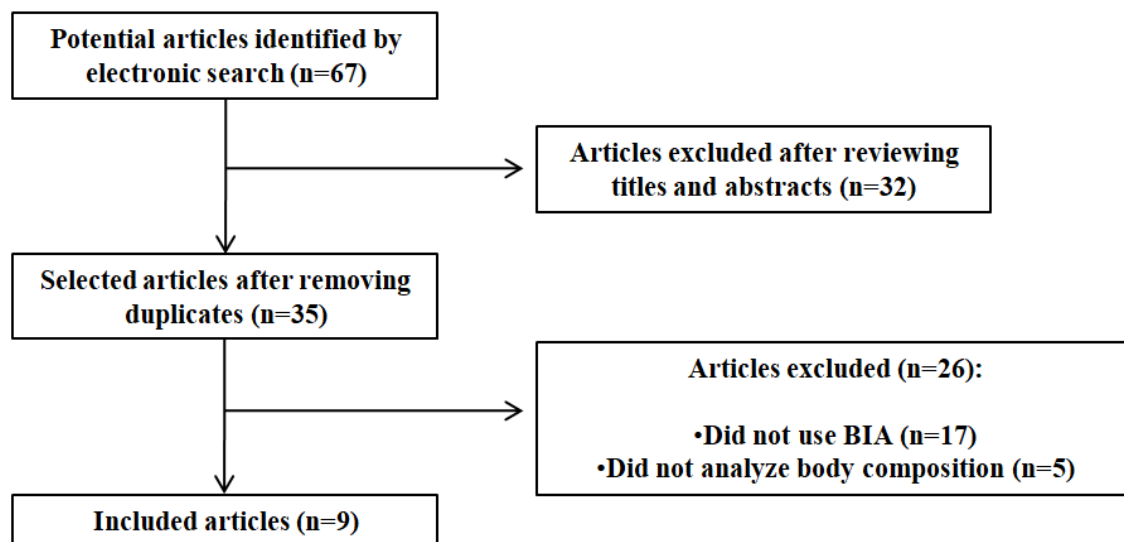 Potential articles identified by
electronic search (n=67)
Articles excluded after reviewing
titles and abstracts (n=32)
Selected articles after removing
duplicates (n=35)
Articles excluded (n=26):
•Did not use BIA (n=17)
•Did not analyze body composition (n=5)
Included articles (n=9)